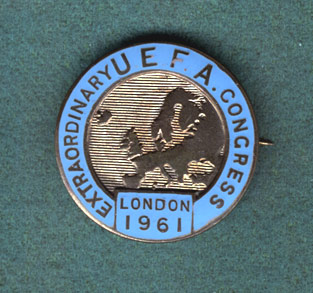 EXTRAORDINARY U E F A. CONGRESS
LONDON
1961